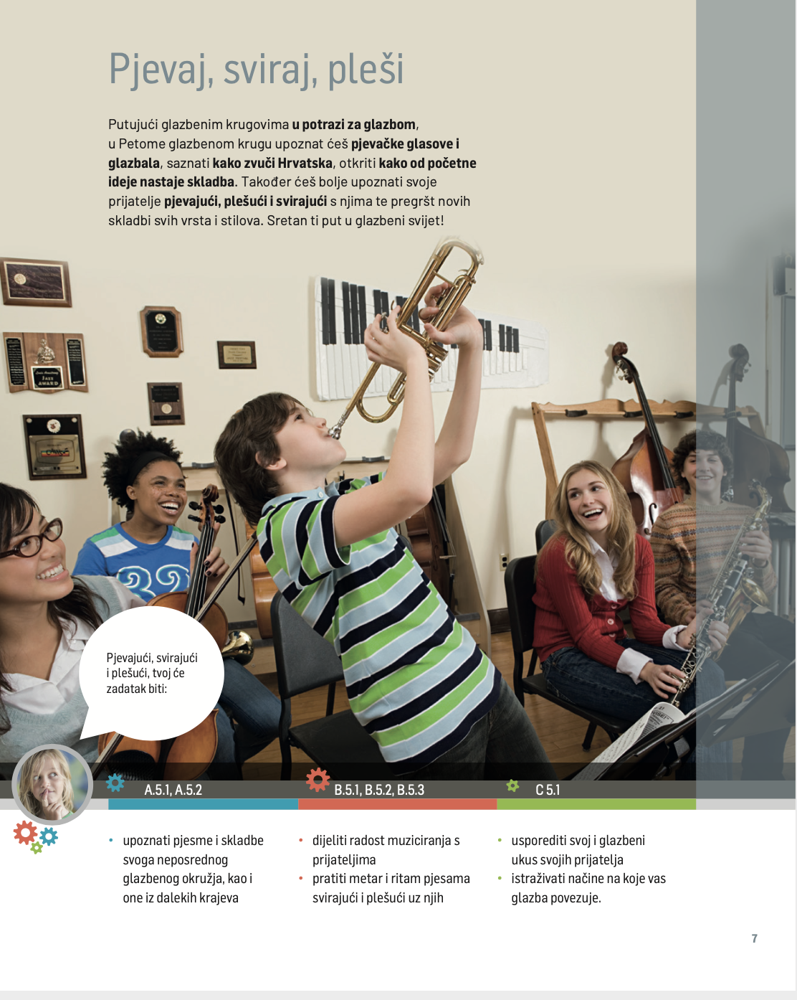 Pjevaj, sviraj, pleši
Putujući glazbenim krugovima u potrazi za glazbom,
u Petome glazbenom krugu upoznat ćeš pjevačke glasove i
glazbala, saznati kako zvuči Hrvatska, otkriti kako od početne
ideje nastaje skladba. Također ćeš bolje upoznati svoje
prijatelje pjevajući, plešući i svirajući s njima te pregršt novih
skladbi svih vrsta i stilova. Sretan ti put u glazbeni svijet!
JAZZ
AWARD
Pjevajući, svirajući
i plešući, tvoj će
zadatak biti:
A.5.1, A.5.2
B.5.1, B.5.2, B.5.3
C 5.1
• upoznati pjesme i skladbe
svoga neposrednog
glazbenog okružja, kao i
one iz dalekih krajeva
• dijeliti radost muziciranja s
prijateljima
• pratiti metar i ritam pjesama
svirajući i plešući uz njih
• usporediti svoj i glazbeni
ukus svojih prijatelja
• istraživati načine na koje vas
glazba povezuje.
7